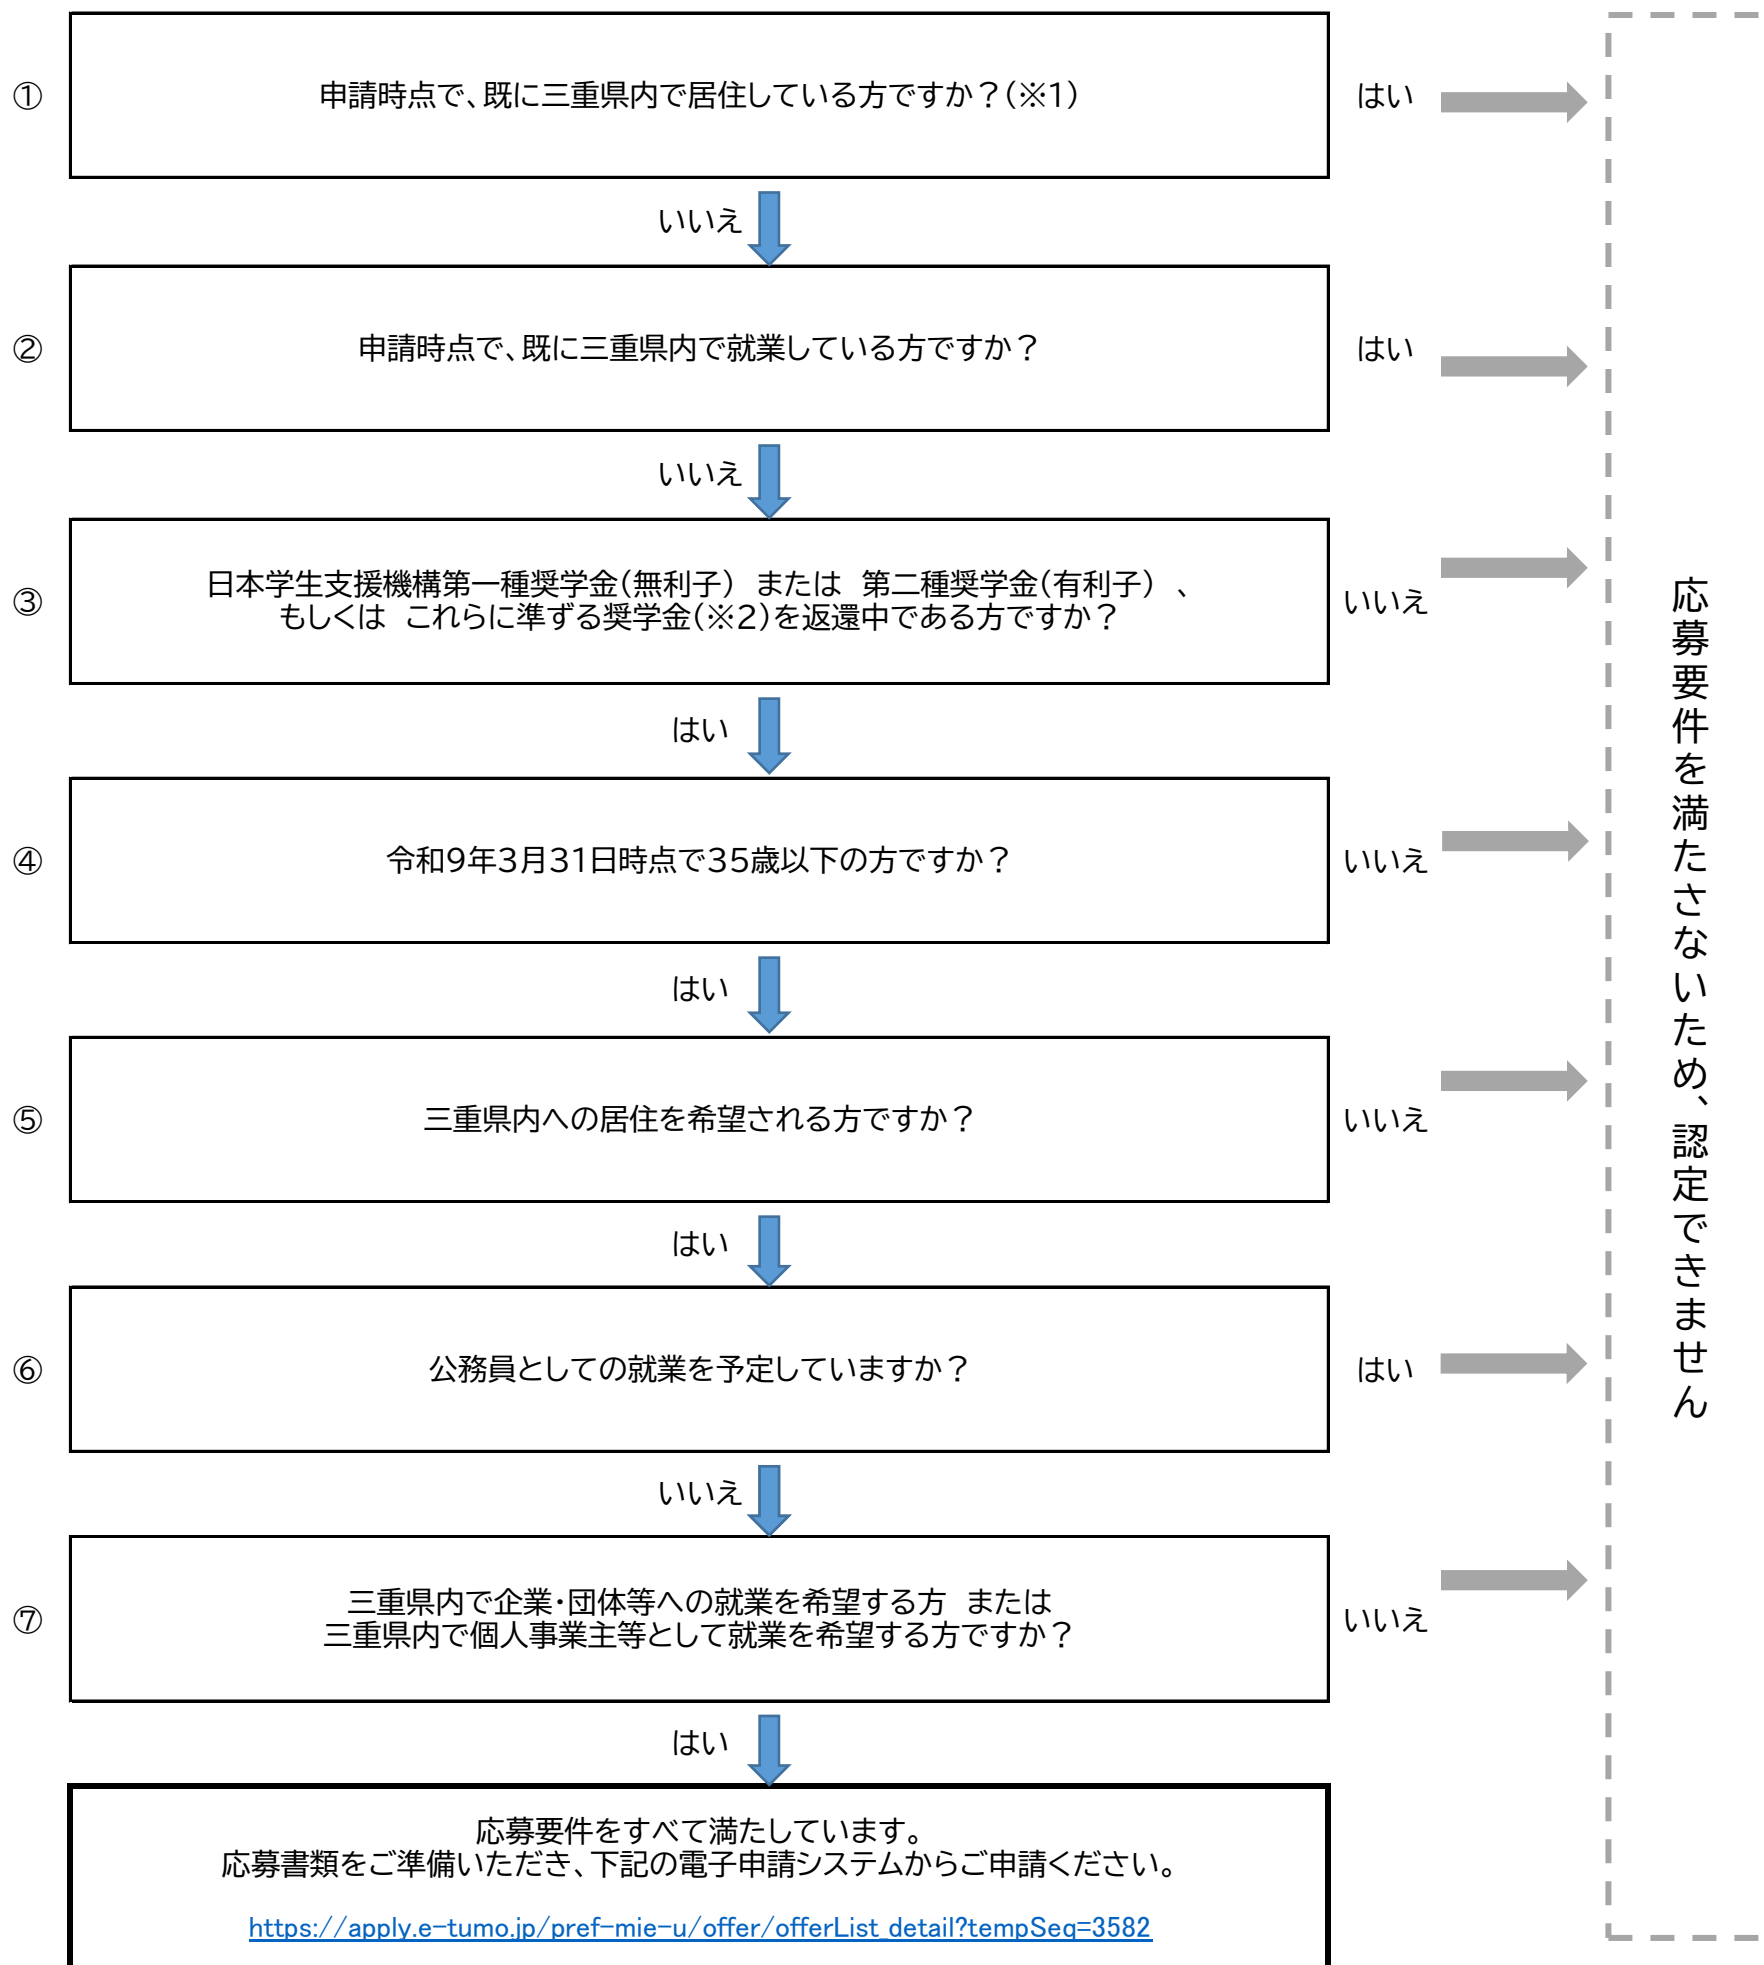 ①
申請時点で、既に三重県内で居住している方ですか？（※1）
はい
いいえ
②
申請時点で、既に三重県内で就業している方ですか？
はい
いいえ
③
日本学生支援機構第一種奨学金（無利子）　または　第二種奨学金（有利子）　、
もしくは　これらに準ずる奨学金（※2）を返還中である方ですか？
いいえ
はい
④
令和9年3月31日時点で35歳以下の方ですか？
いいえ
はい
⑤
三重県内への居住を希望される方ですか？
いいえ
はい
⑥
公務員としての就業を予定していますか？
はい
いいえ
⑦
三重県内で企業・団体等への就業を希望する方　または
三重県内で個人事業主等として就業を希望する方ですか？
いいえ
はい
応募要件をすべて満たしています。
応募書類をご準備いただき、下記の電子申請システムからご申請ください。
https://apply.e-tumo.jp/pref-mie-u/offer/offerList_detail?tempSeq=3582
応募要件を満たさないため、認定できません